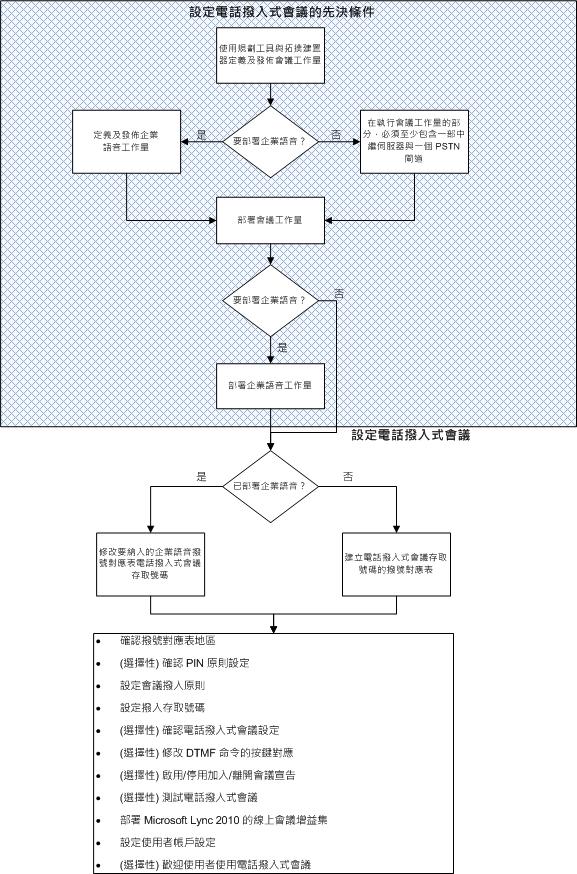 設定電話撥入式會議的先決條件
使用規劃工具與拓撲建置
器定義及發佈會議工作量
要部署企業語音？
是
否
定義及發佈企業
語音工作量
在執行會議工作量的部
分，必須至少包含一部中
繼伺服器與一個 PSTN
閘道
部署會議工作量
要部署企業語音？
否
是
部署企業語音工作量
設定電話撥入式會議
已部署企業語音？
是
否
修改要納入的企業語音撥
號對應表電話撥入式會議
存取號碼
建立電話撥入式會議存取
號碼的撥號對應表
• 確認撥號對應表地區
• (選擇性) 確認 PIN 原則設定
• 設定會議撥入原則
• 設定撥入存取號碼
• (選擇性) 確認電話撥入式會議設定
• (選擇性) 修改 DTMF 命令的按鍵對應
• (選擇性) 啟用/停用加入/離開會議宣告
• (選擇性) 測試電話撥入式會議
• 部署 Microsoft Lync 2010 的線上會議增益集
• 設定使用者帳戶設定
• (選擇性) 歡迎使用者使用電話撥入式會議